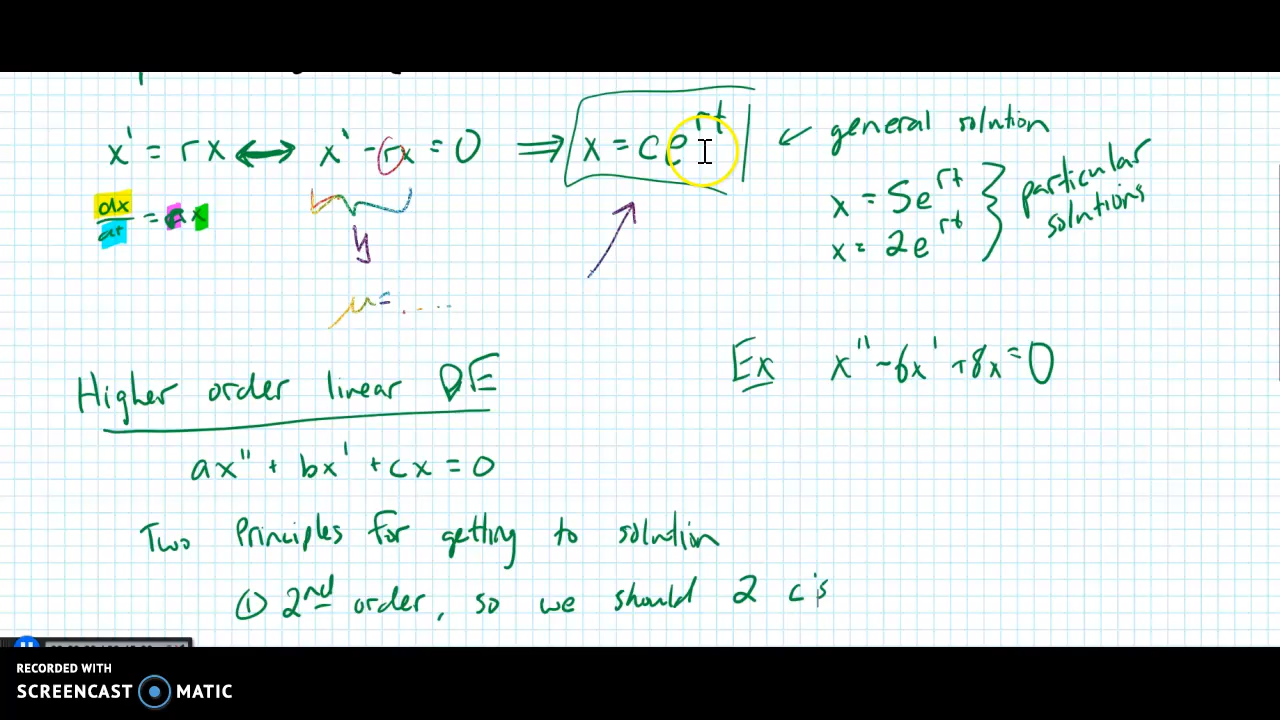 x' = rx ⟷ x' - rx = 0 ⟹ x = ce^{rt} ← general solution
dx/dt = rx
y
μ = . . . .
x = 5e^{rt}
x = 2e^{rt}
particular
solutions
Ex x'' - 6x' + 8x = 0
Higher order linear DE
ax'' + bx' + cx = 0
Two Principles for getting to solution
① 2nd order, so we should 2 c's
RECORDED WITH
SCREENCAST MATIC